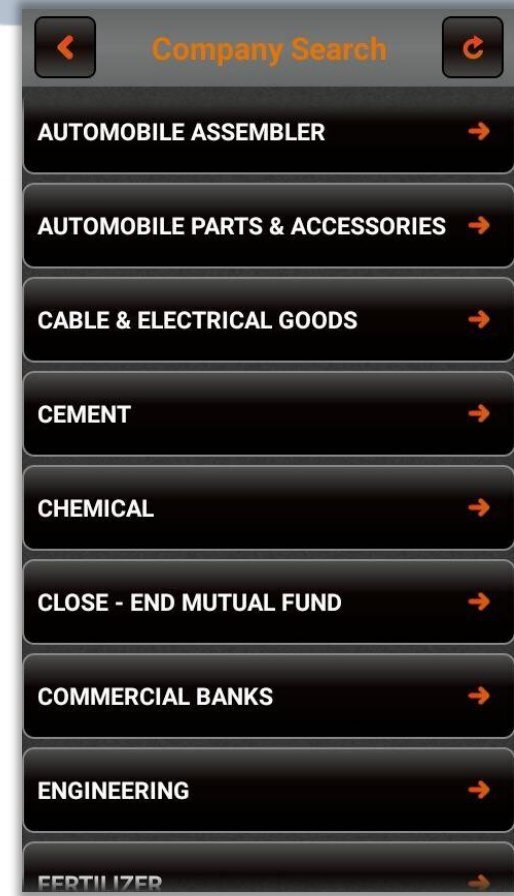 Company Search
AUTOMOBILE ASSEMBLER
AUTOMOBILE PARTS & ACCESSORIES
CABLE & ELECTRICAL GOODS
CEMENT
CHEMICAL
CLOSE - END MUTUAL FUND
COMMERCIAL BANKS
ENGINEERING
FERTILIZER